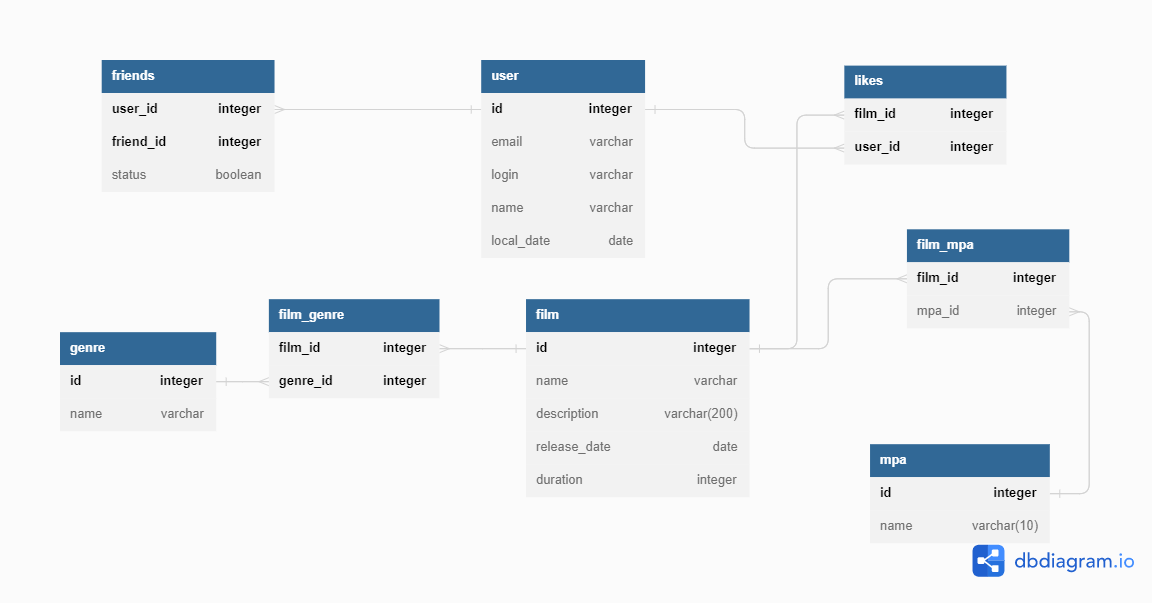 friends
user_id integer
friend_id integer
status boolean
user
id integer
email varchar
login varchar
name varchar
local_date date
likes
film_id integer
user_id integer
film_mpa
film_id integer
mpa_id integer
genre
id integer
name varchar
film_genre
film_id integer
genre_id integer
film
id integer
name varchar
description varchar(200)
release_date date
duration integer
mpa
id integer
name varchar(10)
dbdiagram.io